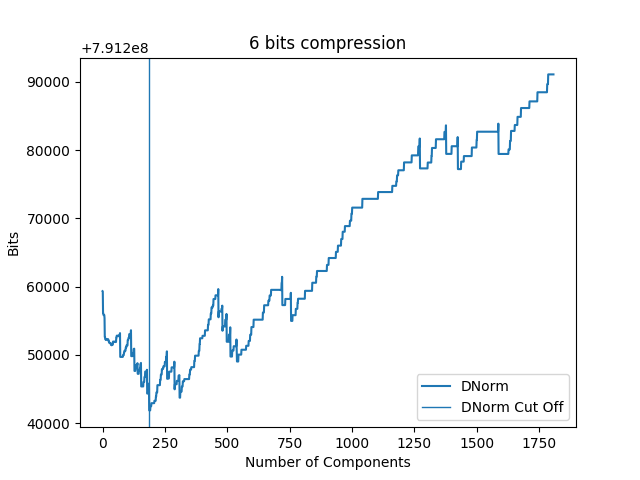 6 bits compression
+7.912e8
90000
80000
70000
60000
50000
40000
Bits
0 250 500 750 1000 1250 1500 1750
Number of Components
DNorm
DNorm Cut Off